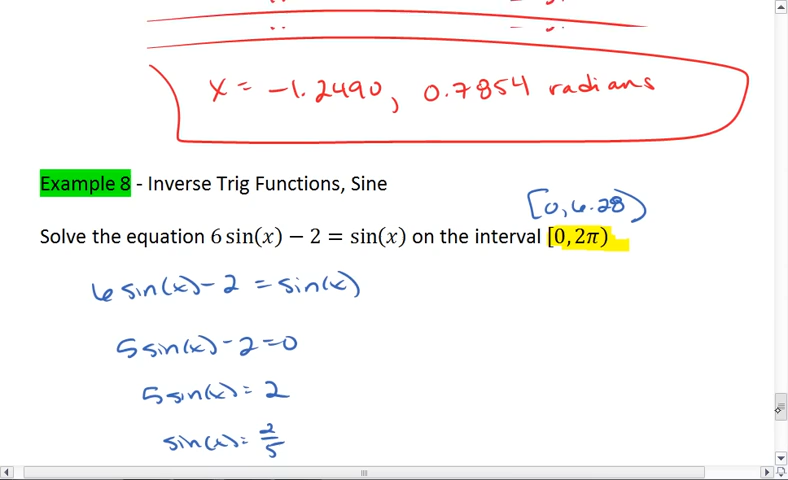 x = -1.2490, 0.7854 radians
Example 8 - Inverse Trig Functions, Sine
[0, 6.28)
Solve the equation 6 sin(x) − 2 = sin(x) on the interval [0, 2π)
6 sin(x) - 2 = sin(x)
5 sin(x) - 2 = 0
5 sin(x) = 2
sin(x) = 2/5